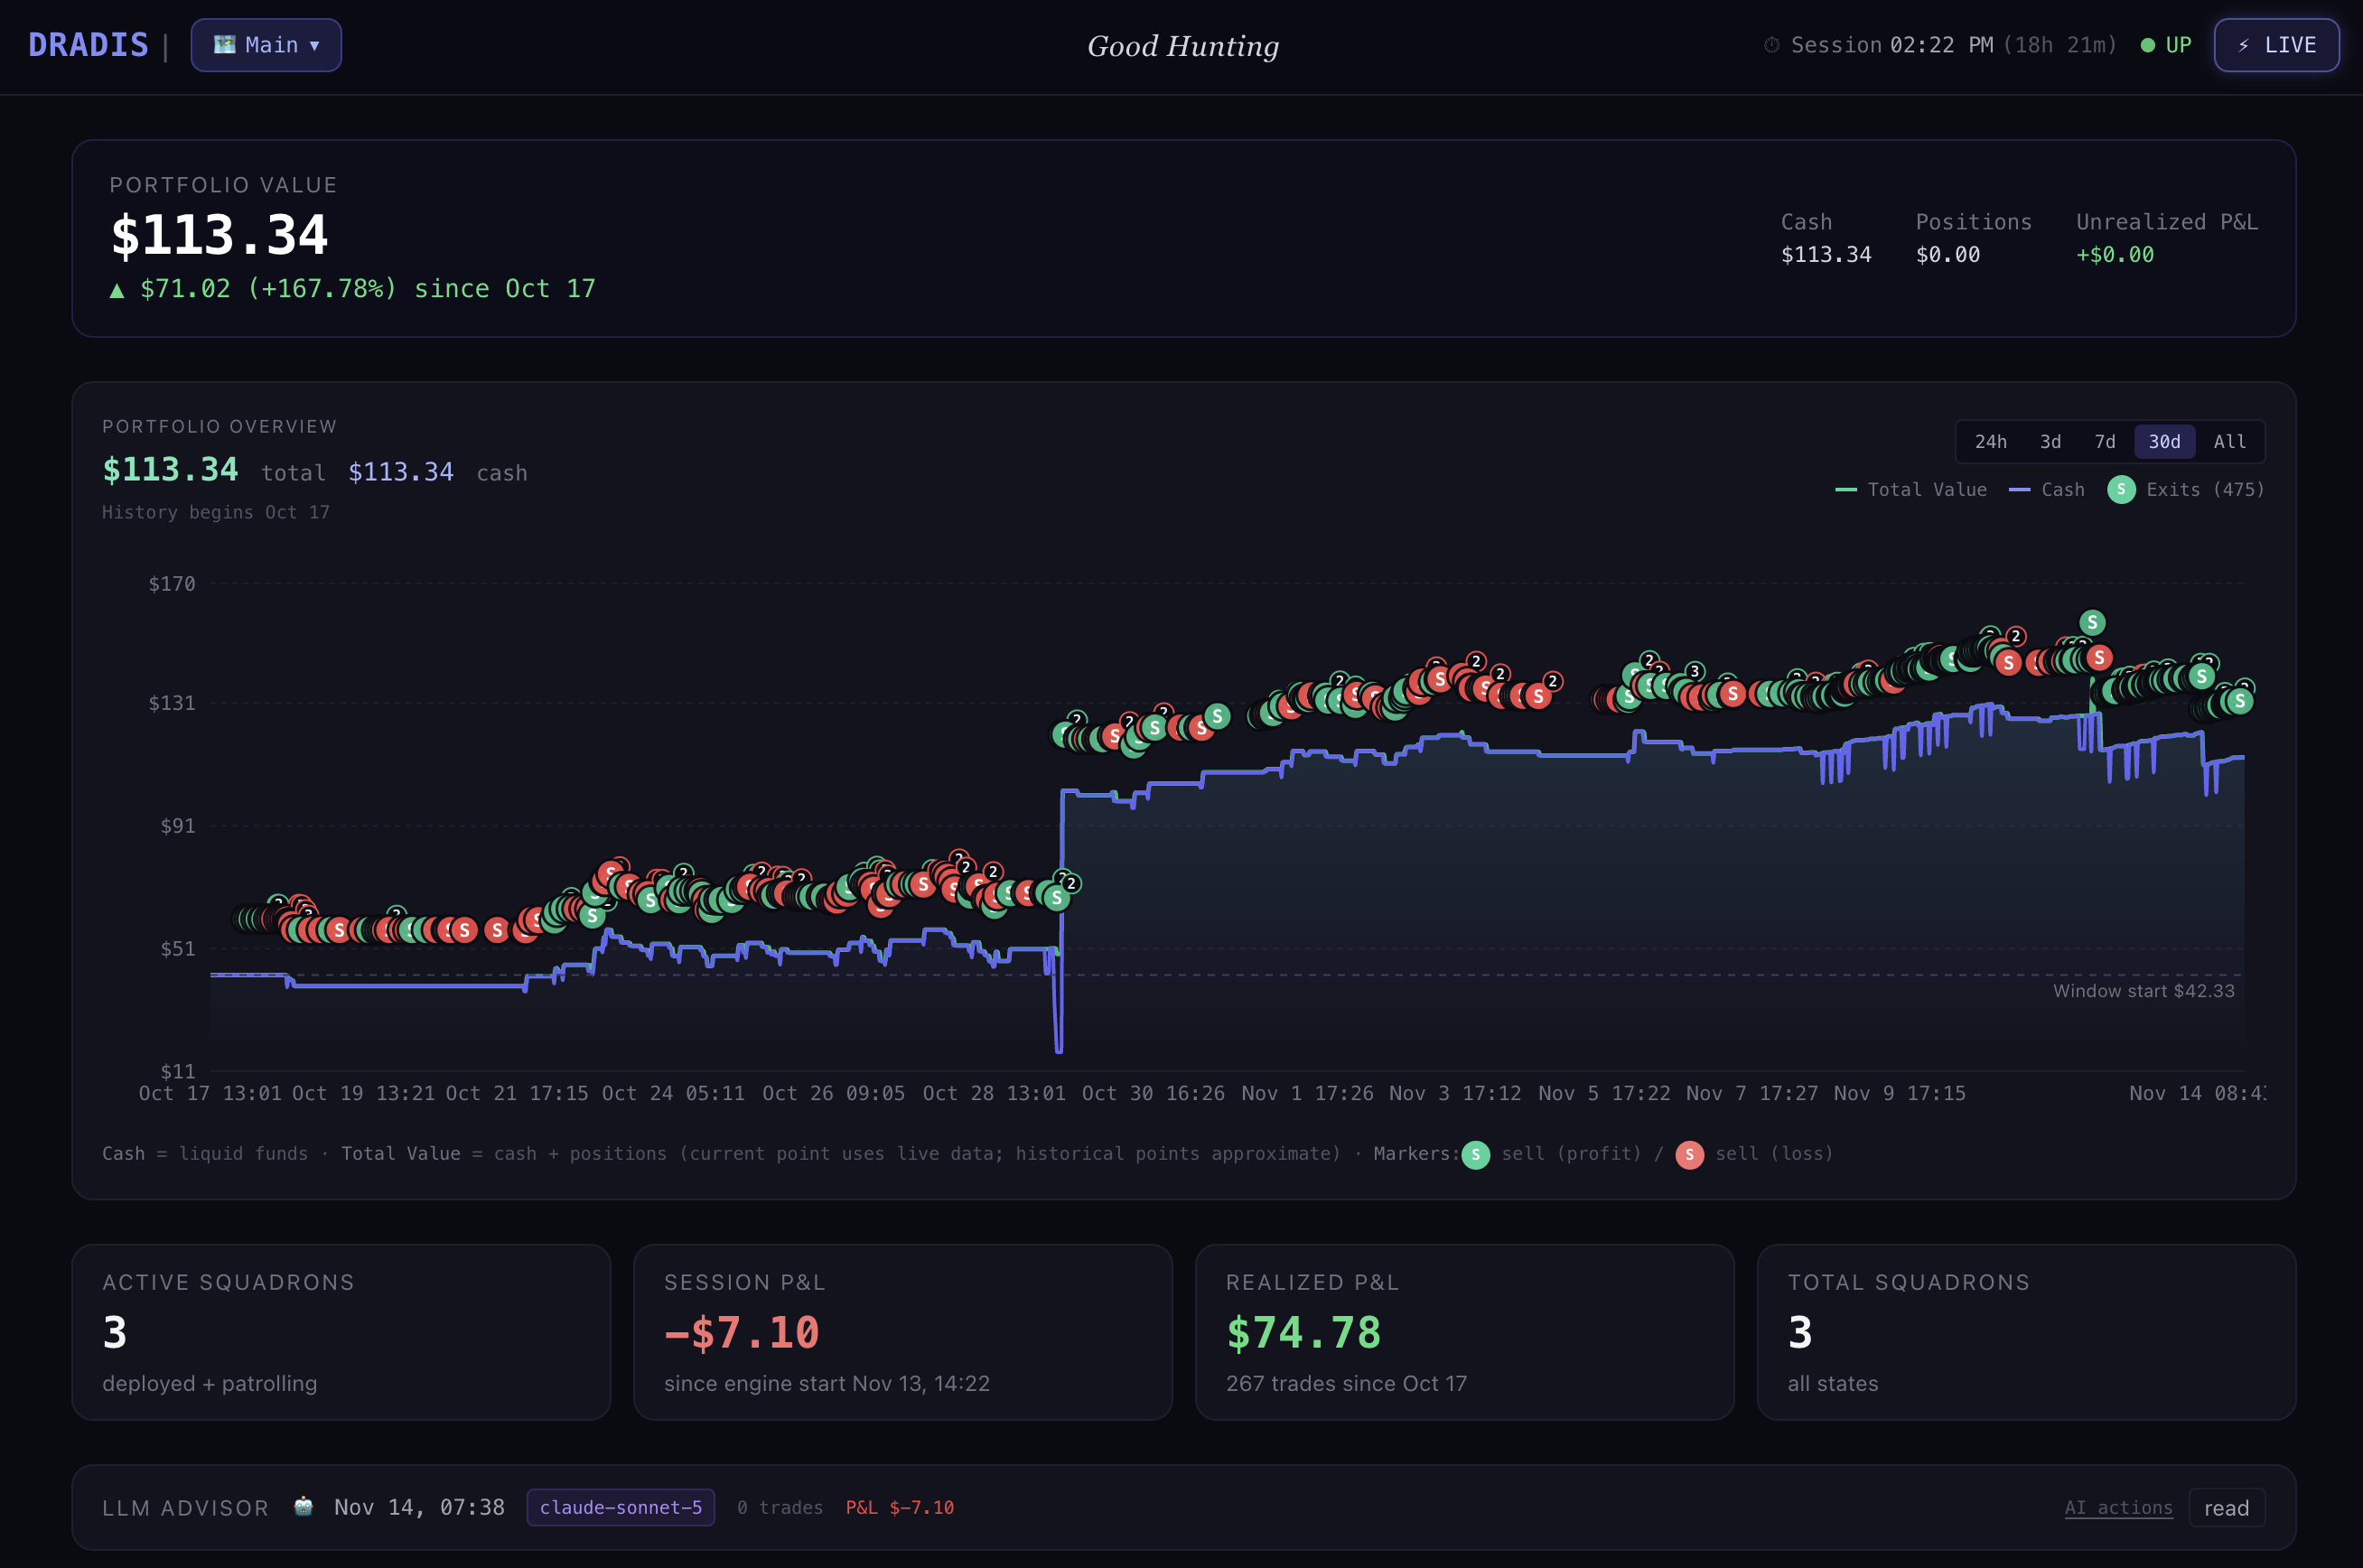 DRADIS | Main ▼
Good Hunting
Session 02:22 PM (18h 21m) UP ⚡ LIVE
PORTFOLIO VALUE
$113.34
▲ $71.02 (+167.78%) since Oct 17
Cash Positions Unrealized P&L
$113.34 $0.00 +$0.00
PORTFOLIO OVERVIEW
$113.34 total $113.34 cash
History begins Oct 17
24h 3d 7d 30d All
Total Value Cash S Exits (475)
$170
$131
$91
$51
$11
Window start $42.33
Oct 17 13:01 Oct 19 13:21 Oct 21 17:15 Oct 24 05:11 Oct 26 09:05 Oct 28 13:01 Oct 30 16:26 Nov 1 17:26 Nov 3 17:12 Nov 5 17:22 Nov 7 17:27 Nov 9 17:15 Nov 14 08:4
Cash = liquid funds · Total Value = cash + positions (current point uses live data; historical points approximate) · Markers: S sell (profit) / S sell (loss)
ACTIVE SQUADRONS
3
deployed + patrolling
SESSION P&L
−$7.10
since engine start Nov 13, 14:22
REALIZED P&L
$74.78
267 trades since Oct 17
TOTAL SQUADRONS
3
all states
LLM ADVISOR Nov 14, 07:38 claude-sonnet-5 0 trades P&L $-7.10 AI actions read